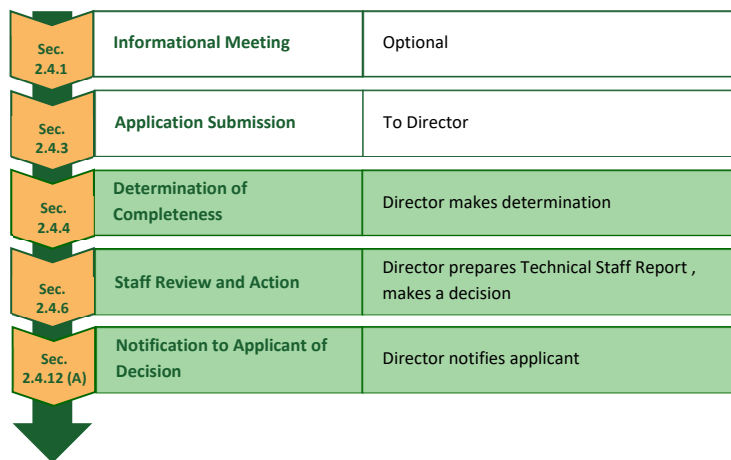 Sec.
2.4.1
Informational Meeting
Optional
Sec.
2.4.3
Application Submission
To Director
Sec.
2.4.4
Determination of
Completeness
Director makes determination
Sec.
2.4.6
Staff Review and Action
Director prepares Technical Staff Report ,
makes a decision
Sec.
2.4.12 (A)
Notification to Applicant of
Decision
Director notifies applicant